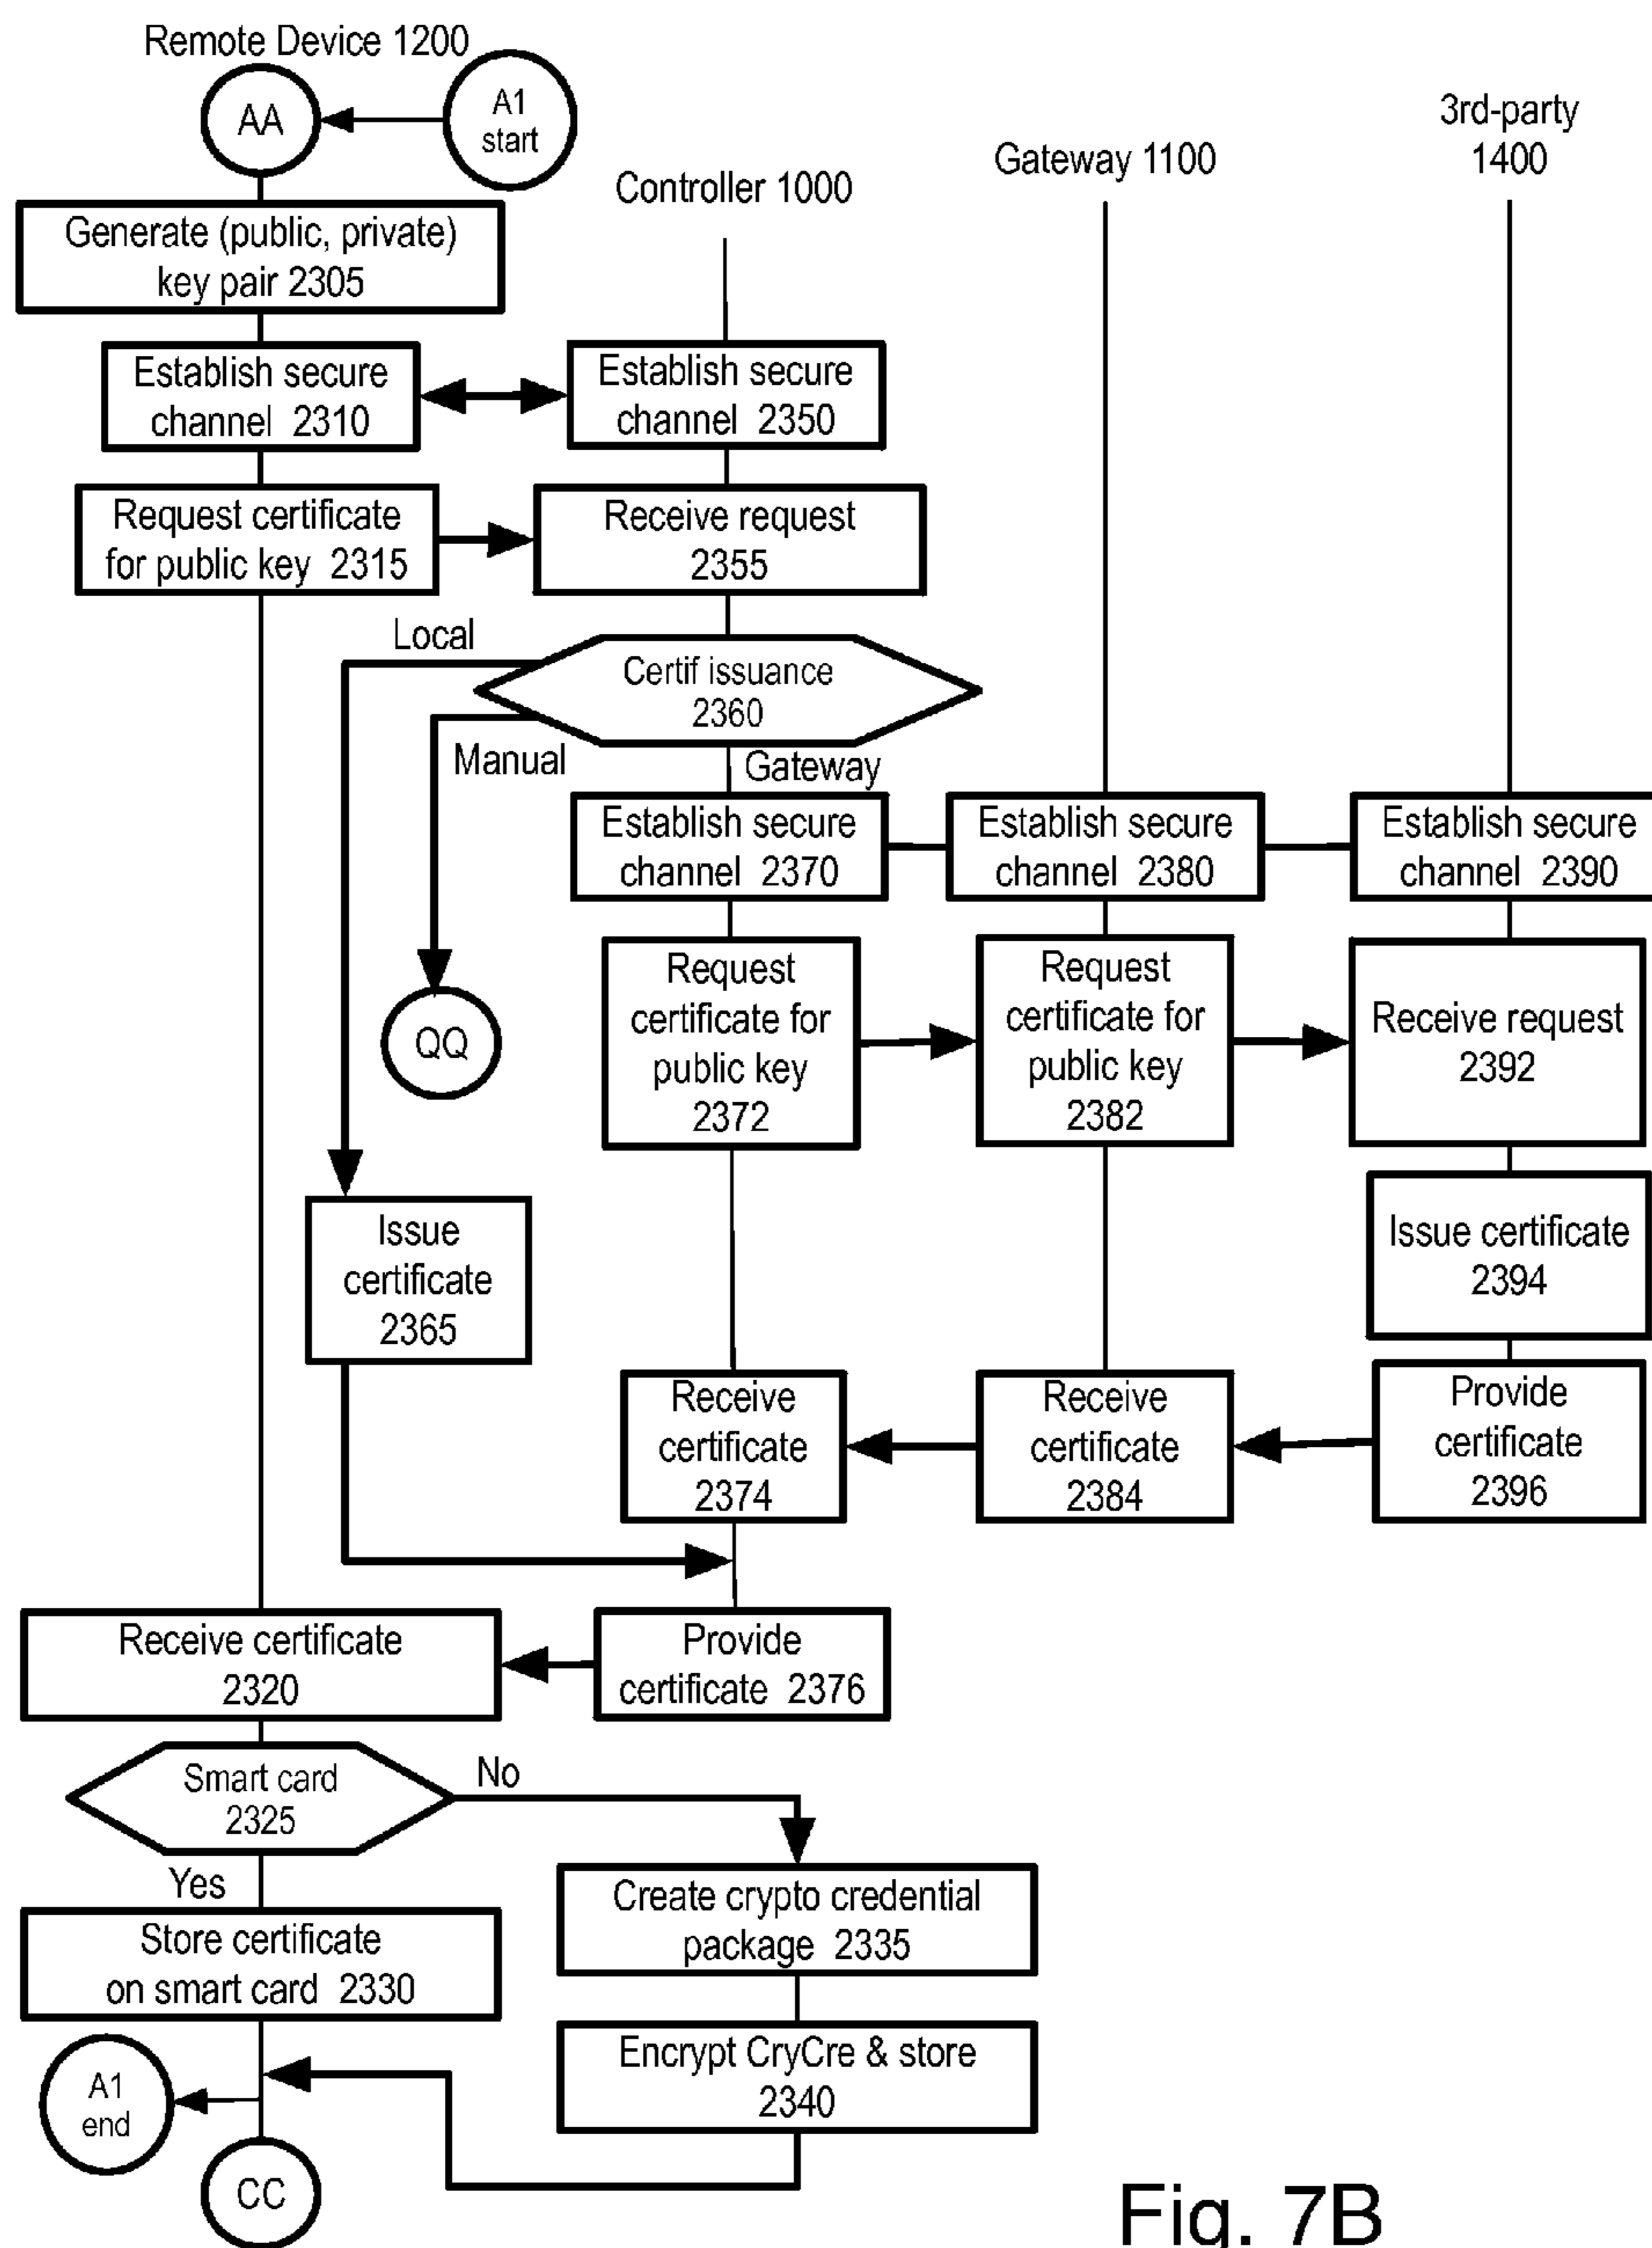 Remote Device 1200
AA
A1
start
3rd-party
1400
Gateway 1100
Controller 1000
Generate (public, private)
key pair 2305
Establish secure
channel 2310
Establish secure
channel 2350
Request certificate
for public key 2315
Receive request
2355
Local
Certif issuance
2360
Manual
Gateway
Establish secure
channel 2370
Establish secure
channel 2380
Establish secure
channel 2390
QQ
Request
certificate for
public key
2372
Request
certificate for
public key
2382
Receive request
2392
Issue
certificate
2365
Issue certificate
2394
Receive
certificate
2374
Receive
certificate
2384
Provide
certificate
2396
Receive certificate
2320
Provide
certificate 2376
Smart card
2325
No
Yes
Create crypto credential
package 2335
Store certificate
on smart card 2330
Encrypt CryCre & store
2340
A1
end
CC
Fig. 7B